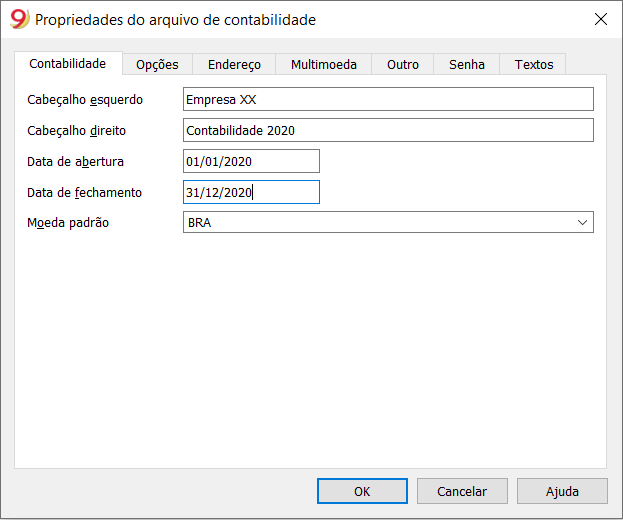 9 Propriedades do arquivo de contabilidade
Contabilidade Opções Endereço Multimoeda Outro Senha Textos
Cabeçalho esquerdo Empresa XX
Cabeçalho direito Contabilidade 2020
Data de abertura 01/01/2020
Data de fechamento 31/12/2020
Moeda padrão BRA
OK Cancelar Ajuda